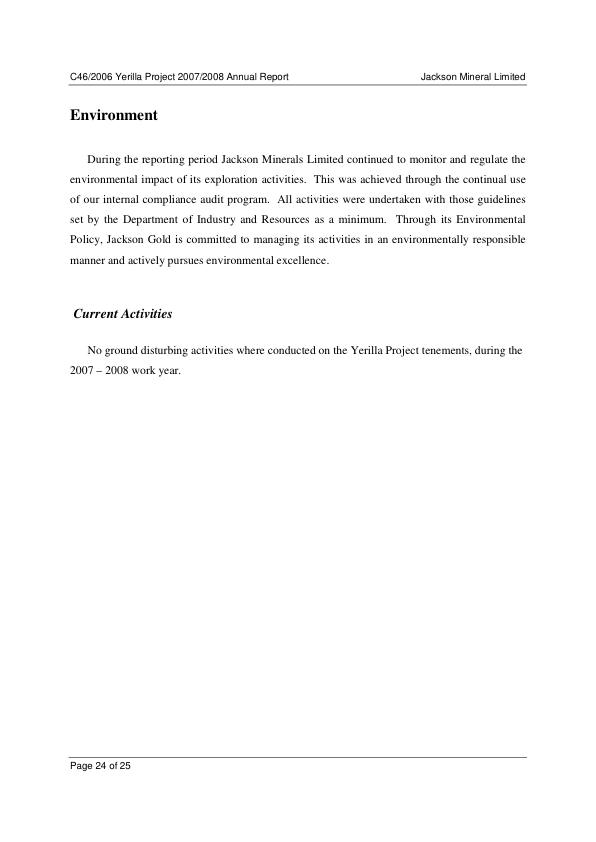 C46/2006 Yerilla Project 2007/2008 Annual Report Jackson Mineral Limited
Environment
During the reporting period Jackson Minerals Limited continued to monitor and regulate the
environmental impact of its exploration activities. This was achieved through the continual use
of our internal compliance audit program. All activities were undertaken with those guidelines
set by the Department of Industry and Resources as a minimum. Through its Environmental
Policy, Jackson Gold is committed to managing its activities in an environmentally responsible
manner and actively pursues environmental excellence.
Current Activities
No ground disturbing activities where conducted on the Yerilla Project tenements, during the
2007 – 2008 work year.
Page 24 of 25